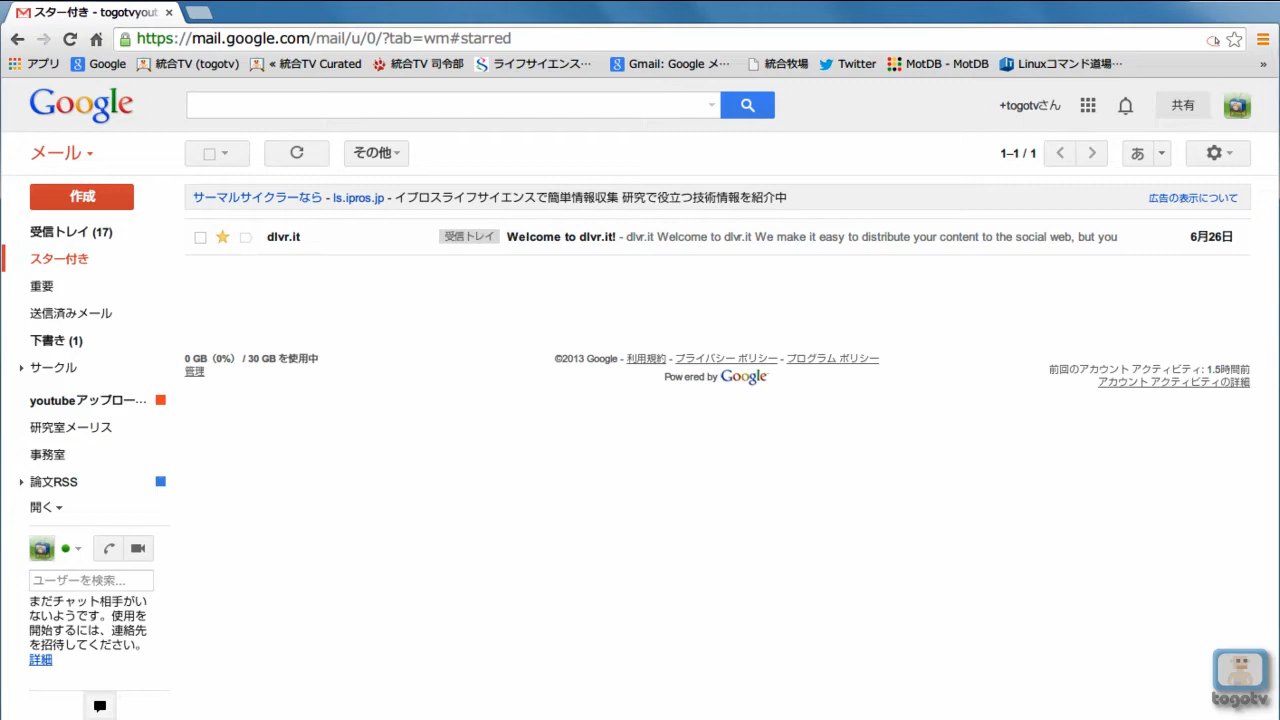 スター付き - togotvyout
https://mail.google.com/mail/u/0/?tab=wm#starred
アプリ Google 統合TV (togotv) « 統合TV Curated 統合TV 司令部 ライフサイエンス… Gmail: Google メ… 統合牧場 Twitter MotDB - MotDB Linuxコマンド道場… »
Google +togotvさん 共有
メール その他 1–1 / 1 あ
作成
サーマルサイクラーなら - ls.ipros.jp - イプロスライフサイエンスで簡単情報収集 研究で役立つ技術情報を紹介中 広告の表示について
受信トレイ (17)
dlvr.it 受信トレイ Welcome to dlvr.it! - dlvr.it Welcome to dlvr.it We make it easy to distribute your content to the social web, but you 6月26日
スター付き
重要
送信済みメール
下書き (1)
サークル
youtubeアップロー…
研究室メーリス
事務室
論文RSS
開く
0 GB（0%） / 30 GB を使用中
管理
©2013 Google - 利用規約 - プライバシー ポリシー - プログラム ポリシー
Powered by Google
前回のアカウント アクティビティ: 1.5時間前
アカウント アクティビティの詳細
ユーザーを検索...
まだチャット相手がい
ないようです。使用を
開始するには、連絡先
を招待してください。
詳細
togotv